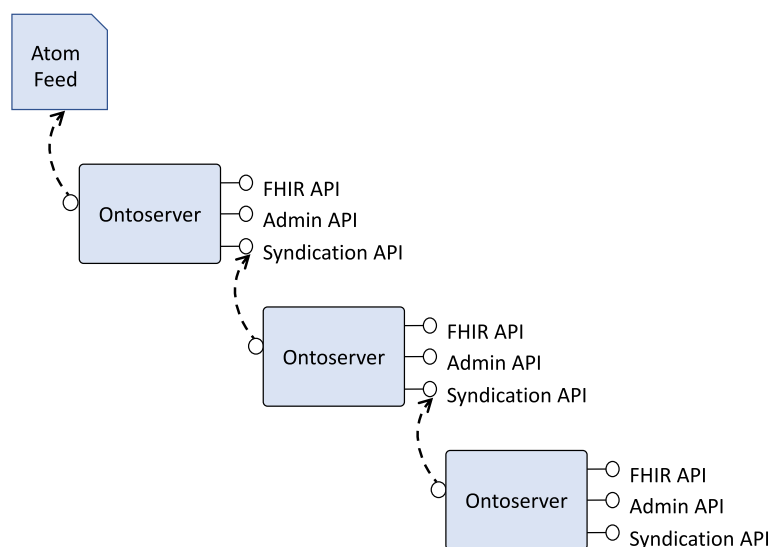 Atom
Feed
Ontoserver
FHIR API
Admin API
Syndication API
Ontoserver
FHIR API
Admin API
Syndication API
Ontoserver
FHIR API
Admin API
Syndication API